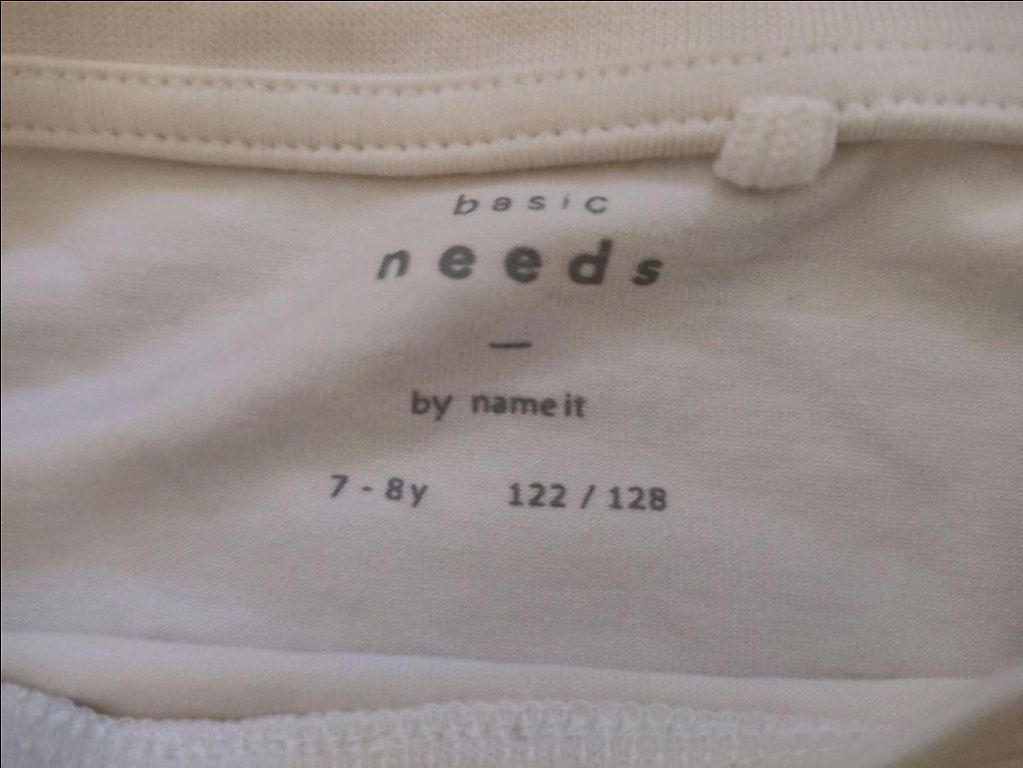 basic
needs
—
by name it
7 - 8y 122 / 128